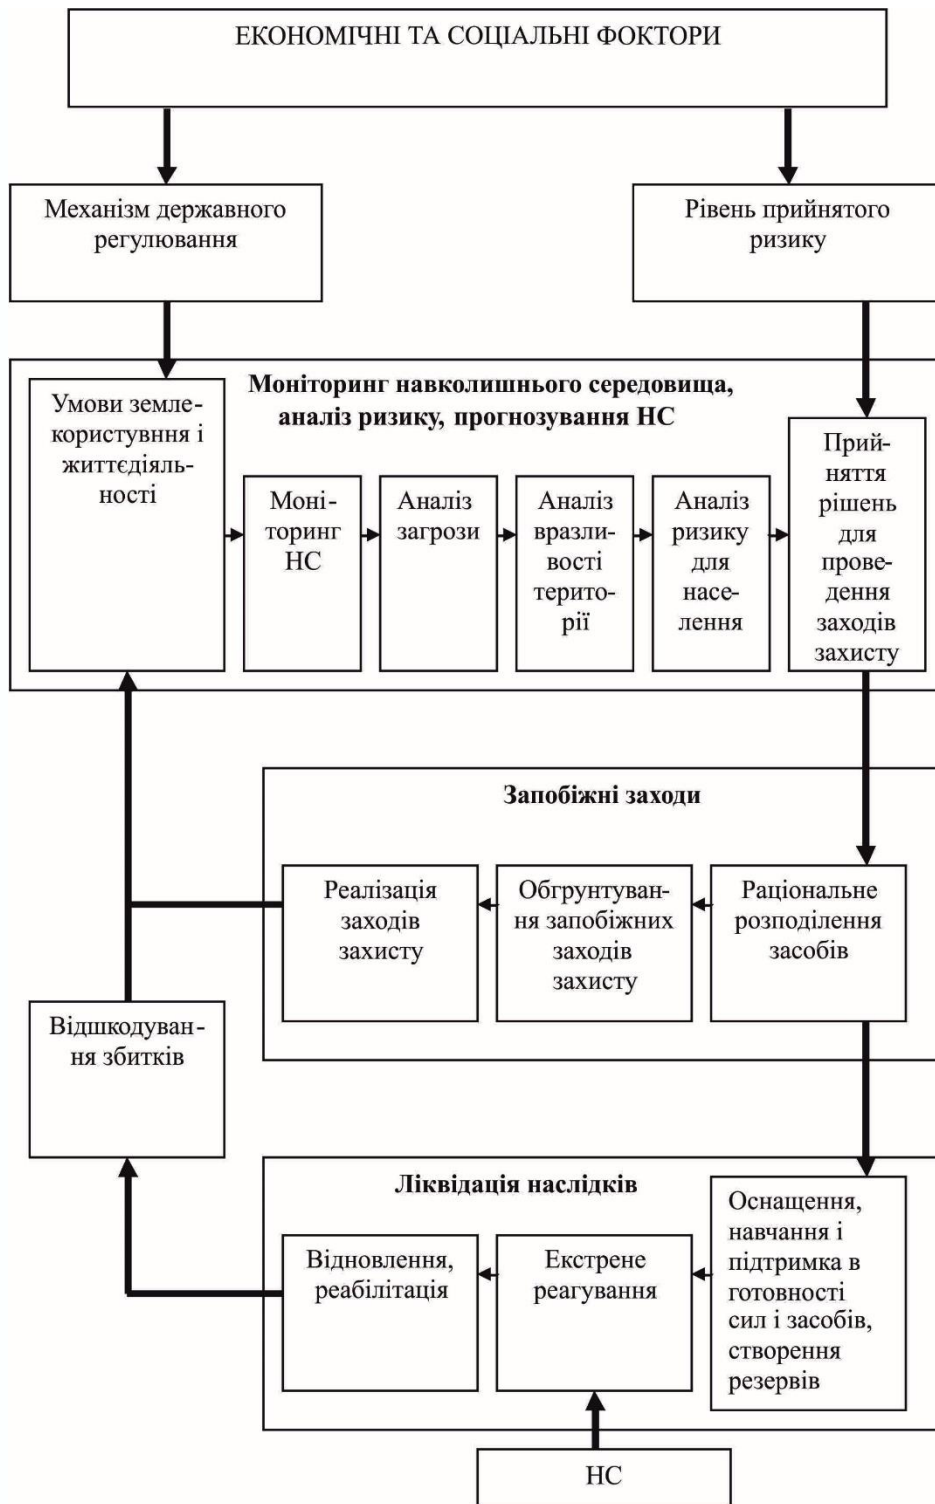 ЕКОНОМІЧНІ ТА СОЦІАЛЬНІ ФОКТОРИ
Механізм державного
регулювання
Рівень прийнятого
ризику
Моніторинг навколишнього середовища,
аналіз ризику, прогнозування НС
Умови земле-
користувння і
життєдіяль-
ності
Моні-
торинг
НС
Аналіз
загрози
Аналіз
вразли-
вості
терито-
рії
Аналіз
ризику
для
насе-
лення
Прий-
няття
рішень
для
прове-
дення
заходів
захисту
Запобіжні заходи
Реалізація
заходів
захисту
Обгрунтуван-
ня запобіжних
заходів
захисту
Раціональне
розподілення
засобів
Відшкодуван-
ня збитків
Ліквідація наслідків
Відновлення,
реабілітація
Екстрене
реагування
Оснащення,
навчання і
підтримка в
готовності
сил і засобів,
створення
резервів
НС